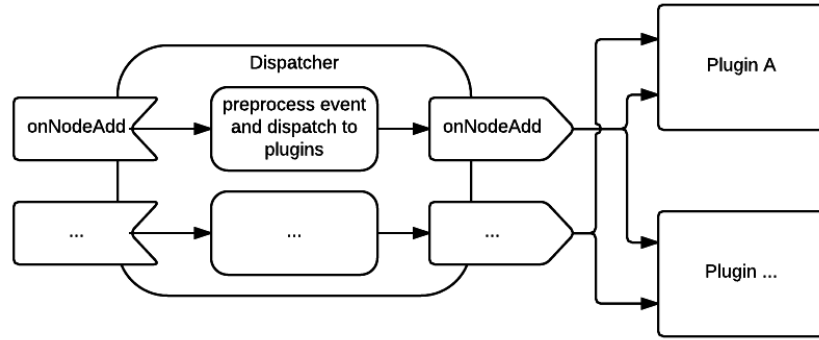 Dispatcher
onNodeAdd
preprocess event
and dispatch to
plugins
onNodeAdd
Plugin A
...
...
...
Plugin ...